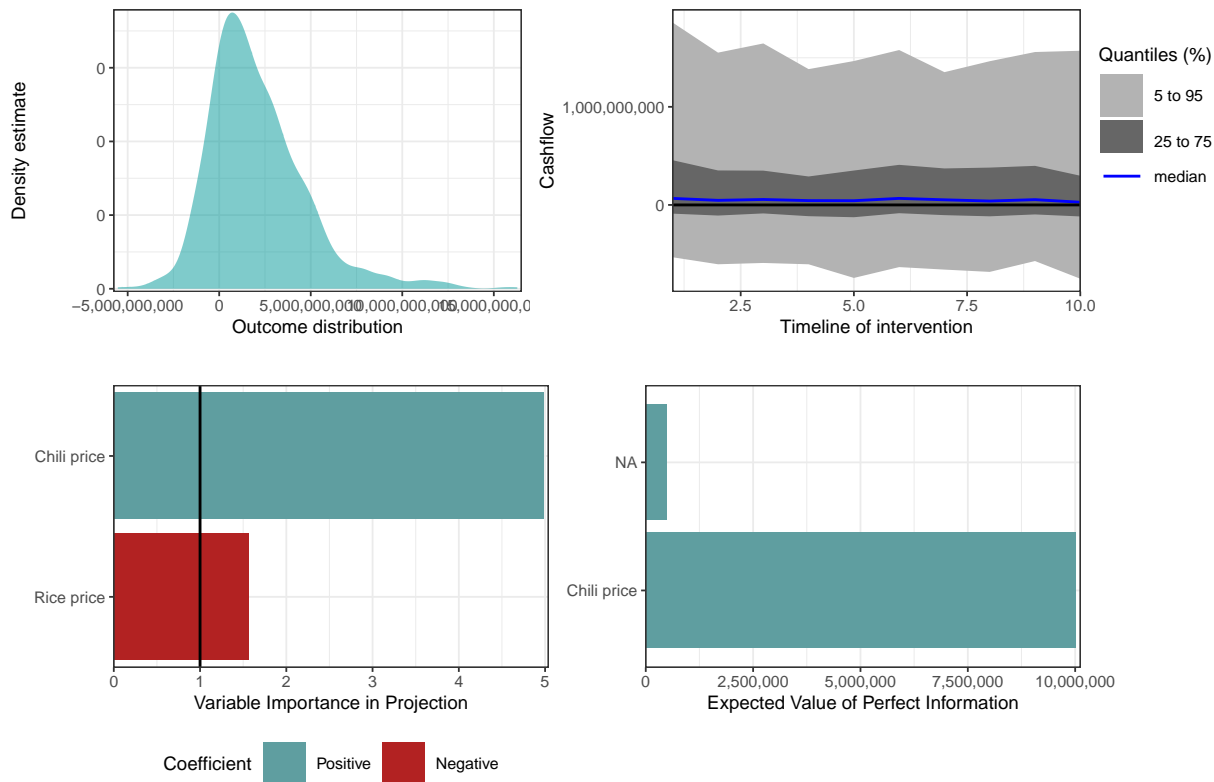 Density estimate
0
0
0
0
−5,000,000,000
0
5,000,000,000
10,000,000,000
Outcome distribution
Cashflow
1,000,000,000
0
2.5
5.0
7.5
10.0
Timeline of intervention
Quantiles (%)
5 to 95
25 to 75
median
Chili price
Rice price
0
1
2
3
4
5
Variable Importance in Projection
Coefficient
Positive
Negative
NA
Chili price
0
2,500,000
5,000,000
7,500,000
10,000,000
Expected Value of Perfect Information